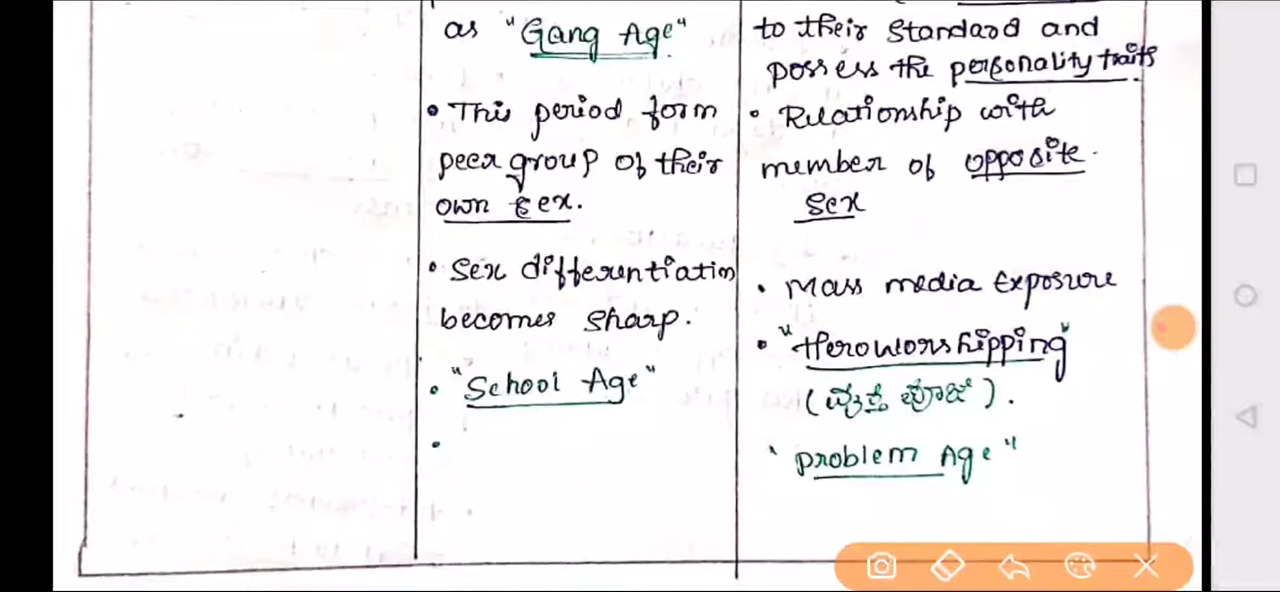 as "Gang Age"
• This period form
peer group of their
own sex.
• Sex differentiation
becomes sharp.
• "School Age"
•
to their standard and
possess the personality traits.
• Relationship with
member of opposite
sex
• Mass media Exposure
• "Heroworshipping"
(ವ್ಯಕ್ತಿ ಪೂಜೆ).
' problem Age"